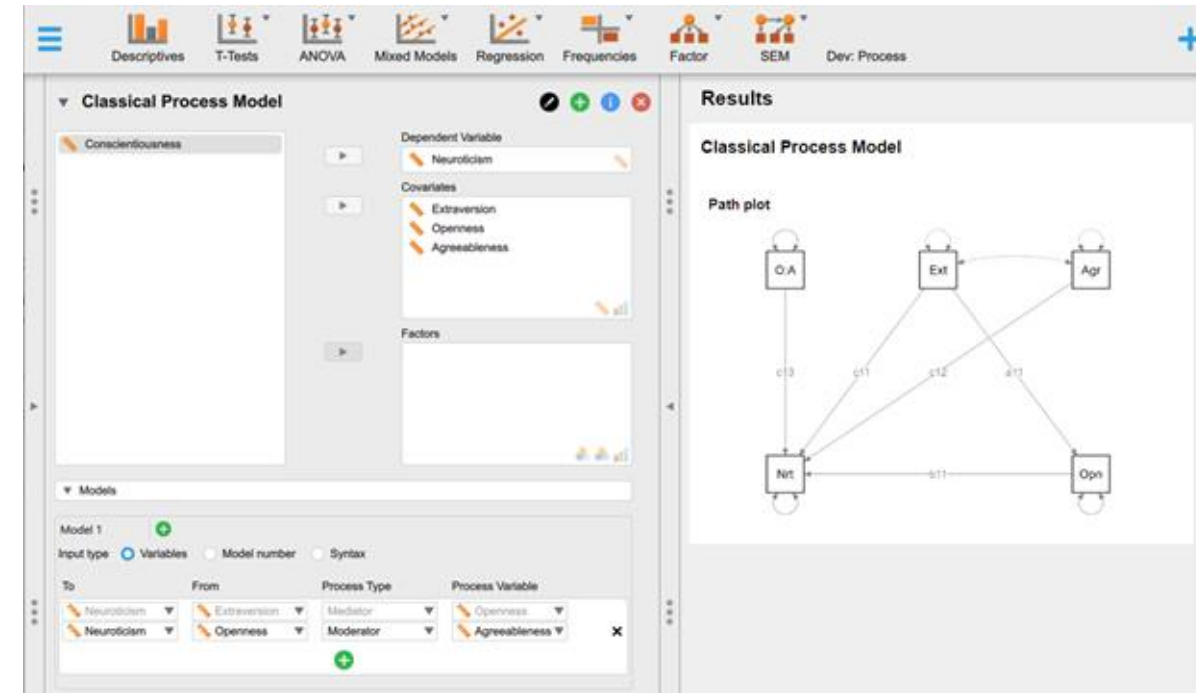 Descriptives T-Tests ANOVA Mixed Models Regression Frequencies Factor SEM Dev: Process
Classical Process Model
Conscientiousness
Dependent Variable
Neuroticism
Covariates
Extraversion
Openness
Agreeableness
Factors
Models
Model 1
Input type Variables Model number Syntax
To From Process Type Process Variable
Neuroticism Extraversion Mediator Openness
Neuroticism Openness Moderator Agreeableness
Results
Classical Process Model
Path plot
O:A Ext Agr
c13 c11 c12 a11
Nrt b11 Opn